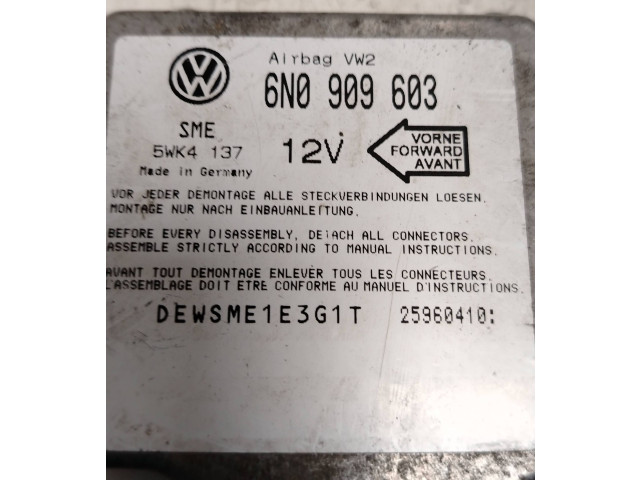 Airbag VW2
6N0 909 603
SME
5WK4 137
12V
VORNE
FORWARD
AVANT
Made in Germany
VOR JEDER DEMONTAGE ALLE STECKVERBINDUNGEN LOESEN.
MONTAGE NUR NACH EINBAUANLEITUNG.
BEFORE EVERY DISASSEMBLY, DETACH ALL CONNECTORS.
ASSEMBLE STRICTLY ACCORDING TO MANUAL INSTRUCTIONS.
AVANT TOUT DEMONTAGE ENLEVER TOUS LES CONNECTEURS.
L'ASSEMBLAGE DOIT ETRE CONFORME AU MANUEL D'INSTRUCTIONS.
DEWSME1E3G1T 25960410: